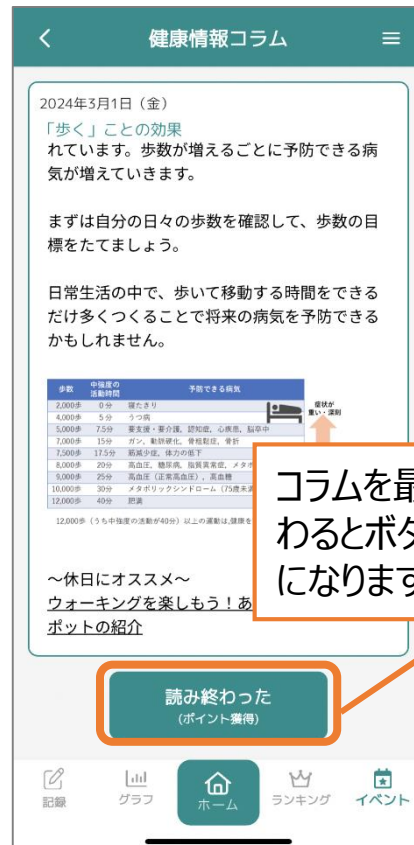 健康情報コラム
2024年3月1日（金）
「歩く」ことの効果
れています。歩数が増えるごとに予防できる病
気が増えていきます。
まずは自分の日々の歩数を確認して、歩数の目
標をたてましょう。
日常生活の中で、歩いて移動する時間をできる
だけ多くつくることで将来の病気を予防できる
かもしれません。
歩数 中強度の活動時間 予防できる病気
症状が
重い・深刻
2,000歩 0分 寝たきり
4,000歩 5分 うつ病
5,000歩 7.5分 要支援・要介護、認知症、心疾患、脳卒中
7,000歩 15分 ガン、動脈硬化、骨粗鬆症、骨折
7,500歩 17.5分 筋減少症、体力の低下
8,000歩 20分 高血圧、糖尿病、脂質異常症、メタボ
9,000歩 25分 高血圧（正常高血圧）、高血糖
10,000歩 30分 メタボリックシンドローム（75歳未満
12,000歩 40分 肥満
12,000歩（うち中強度の活動が40分）以上の運動は、健康を
コラムを最
わるとボタ
になります
～休日にオススメ～
ウォーキングを楽しもう！あ
ポットの紹介
読み終わった
(ポイント獲得)
記録 グラフ ホーム ランキング イベント